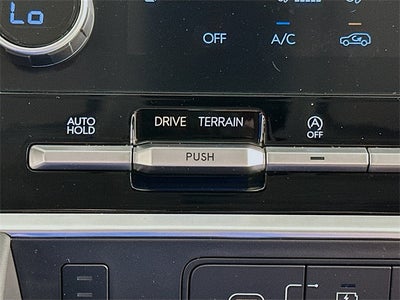 Lo
OFF A/C
AUTO HOLD
DRIVE TERRAIN
A OFF
PUSH